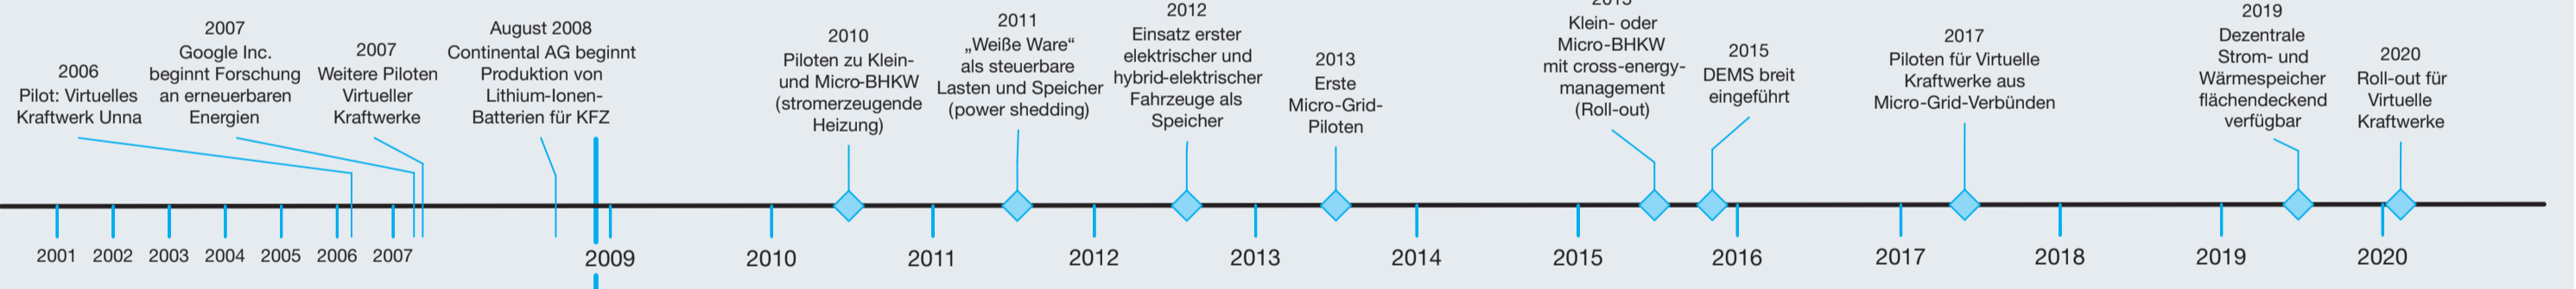 2006
Pilot: Virtuelles
Kraftwerk Unna
2007
Google Inc.
beginnt Forschung
an erneuerbaren
Energien
2007
Weitere Piloten
Virtueller
Kraftwerke
August 2008
Continental AG beginnt
Produktion von
Lithium-Ionen-
Batterien für KFZ
2010
Piloten zu Klein-
und Micro-BHKW
(stromerzeugende
Heizung)
2011
„Weiße Ware“
als steuerbare
Lasten und Speicher
(power shedding)
2012
Einsatz erster
elektrischer und
hybrid-elektrischer
Fahrzeuge als
Speicher
2013
Erste
Micro-Grid-
Piloten
Klein- oder
Micro-BHKW
mit cross-energy-
management
(Roll-out)
2015
DEMS breit
eingeführt
2017
Piloten für Virtuelle
Kraftwerke aus
Micro-Grid-Verbünden
2019
Dezentrale
Strom- und
Wärmespeicher
flächendeckend
verfügbar
2020
Roll-out für
Virtuelle
Kraftwerke
2001 2002 2003 2004 2005 2006 2007 2009 2010 2011 2012 2013 2014 2015 2016 2017 2018 2019 2020